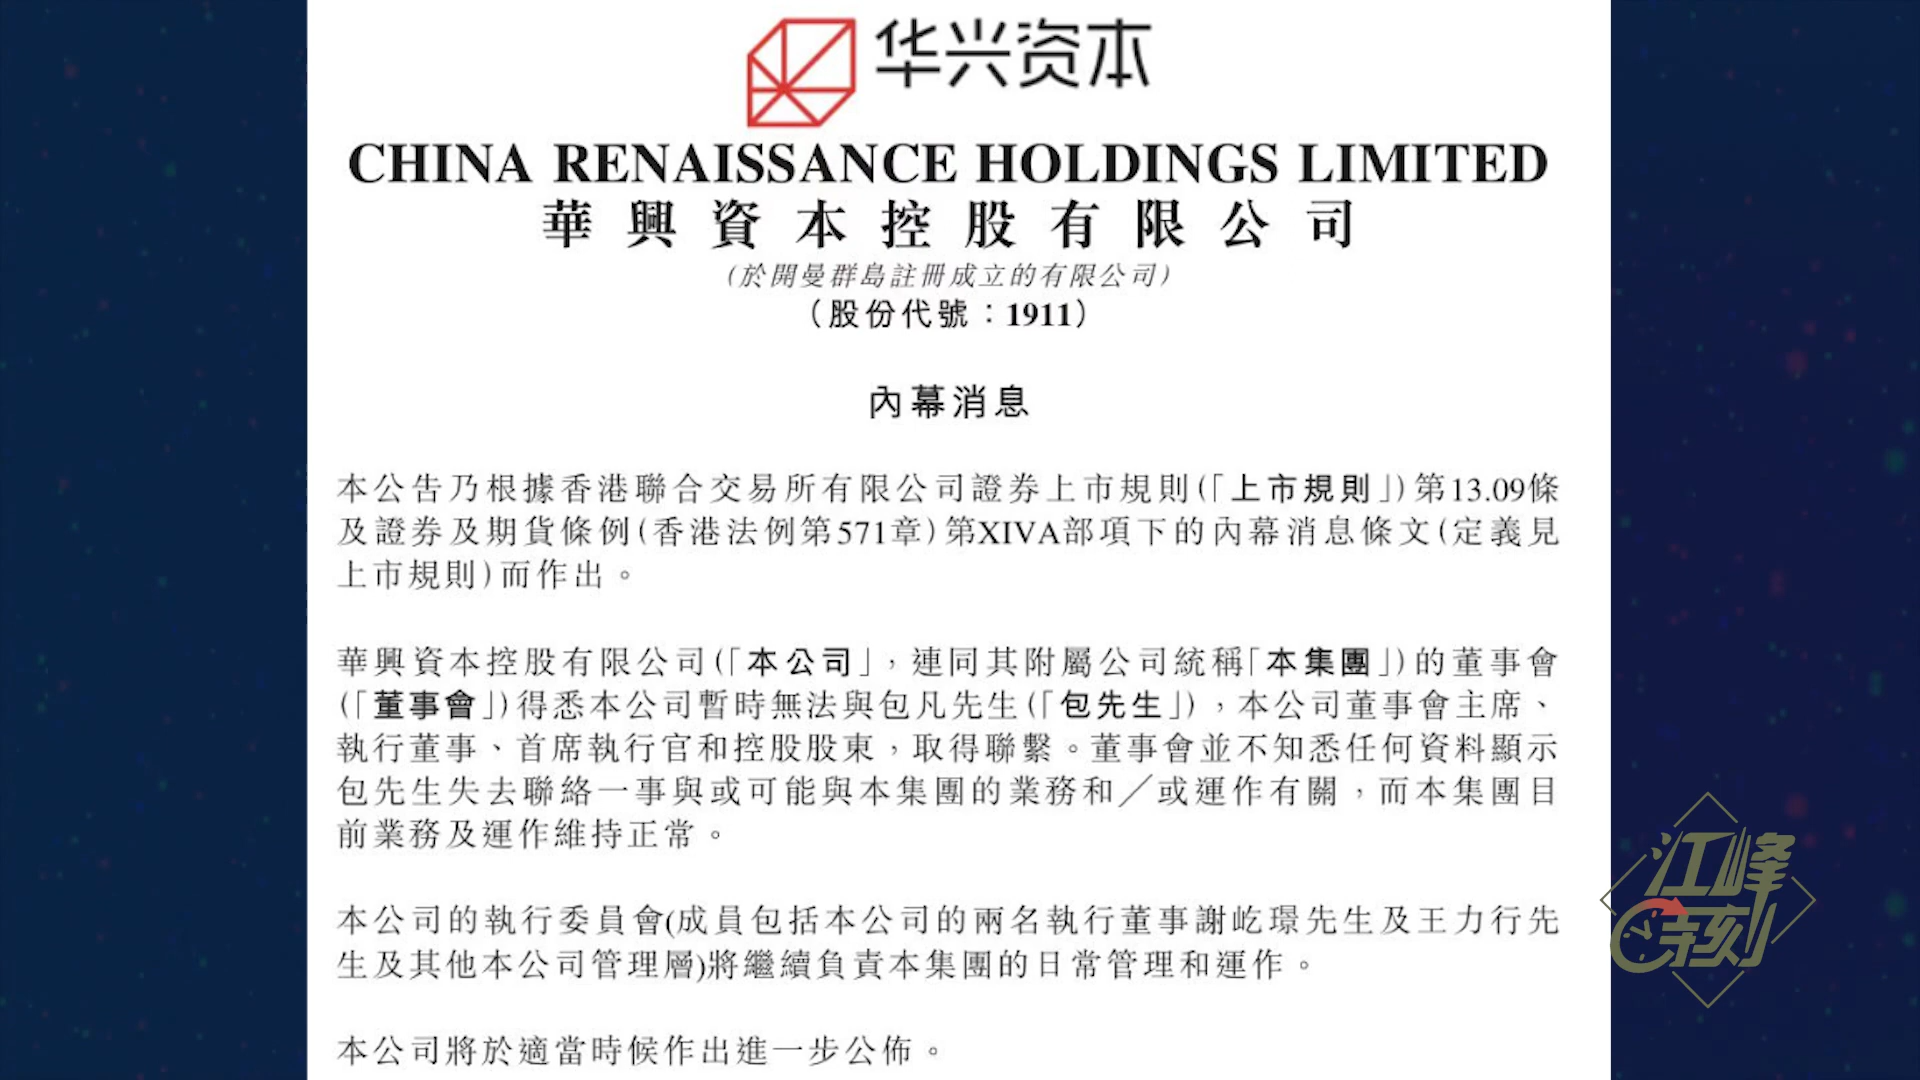 华兴资本
CHINA RENAISSANCE HOLDINGS LIMITED
華興資本控股有限公司
(於開曼群島註冊成立的有限公司)
(股份代號：1911)
內幕消息
本公告乃根據香港聯合交易所有限公司證券上市規則(「上市規則」)第13.09條
及證券及期貨條例(香港法例第571章)第XIVA部項下的內幕消息條文(定義見
上市規則)而作出。
華興資本控股有限公司(「本公司」，連同其附屬公司統稱「本集團」)的董事會
(「董事會」)得悉本公司暫時無法與包凡先生(「包先生」)，本公司董事會主席、
執行董事、首席執行官和控股股東，取得聯繫。董事會並不知悉任何資料顯示
包先生失去聯絡一事與或可能與本集團的業務和／或運作有關，而本集團目
前業務及運作維持正常。
本公司的執行委員會(成員包括本公司的兩名執行董事謝屹璟先生及王力行先
生及其他本公司管理層)將繼續負責本集團的日常管理和運作。
本公司將於適當時候作出進一步公佈。
江峰
時刻